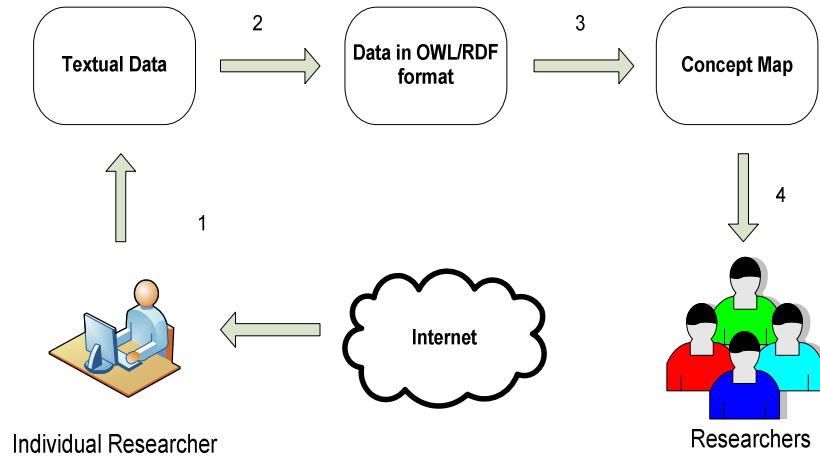 2
3
Textual Data
Data in OWL/RDF
format
Concept Map
1
4
Internet
Individual Researcher
Researchers